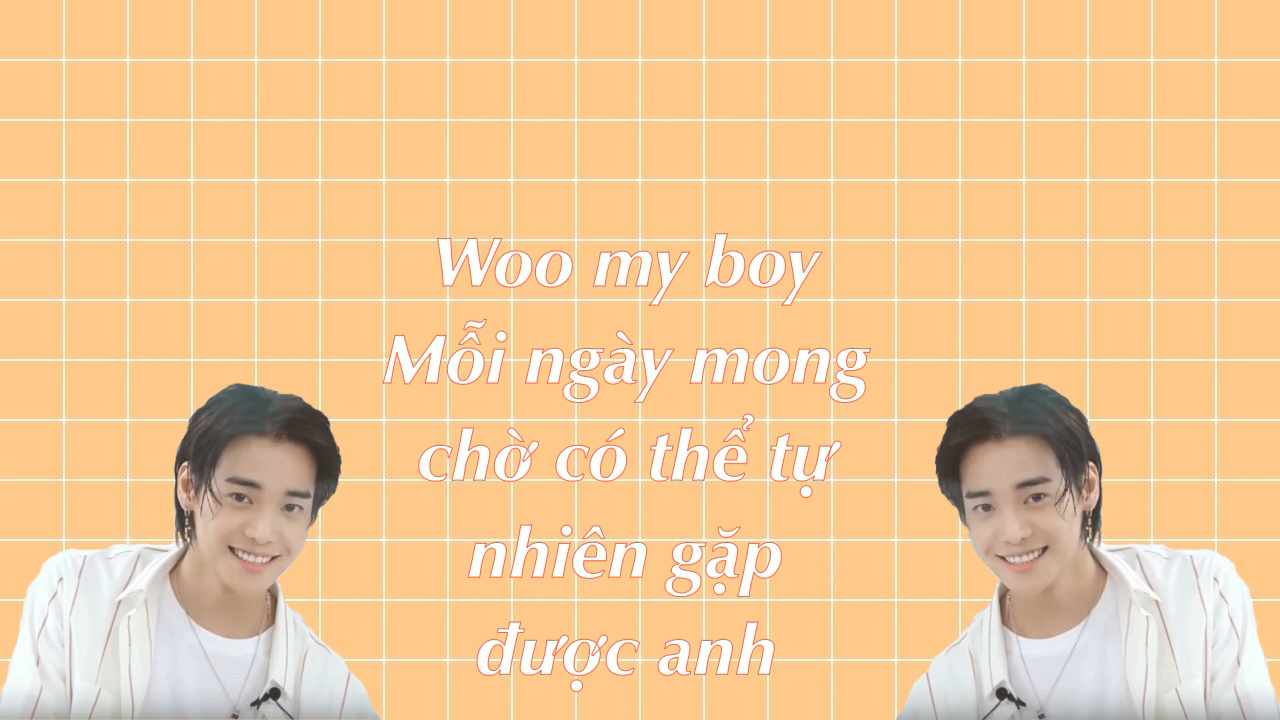 Woo my boy
Mỗi ngày mong
chờ có thể tự
nhiên gặp
được anh